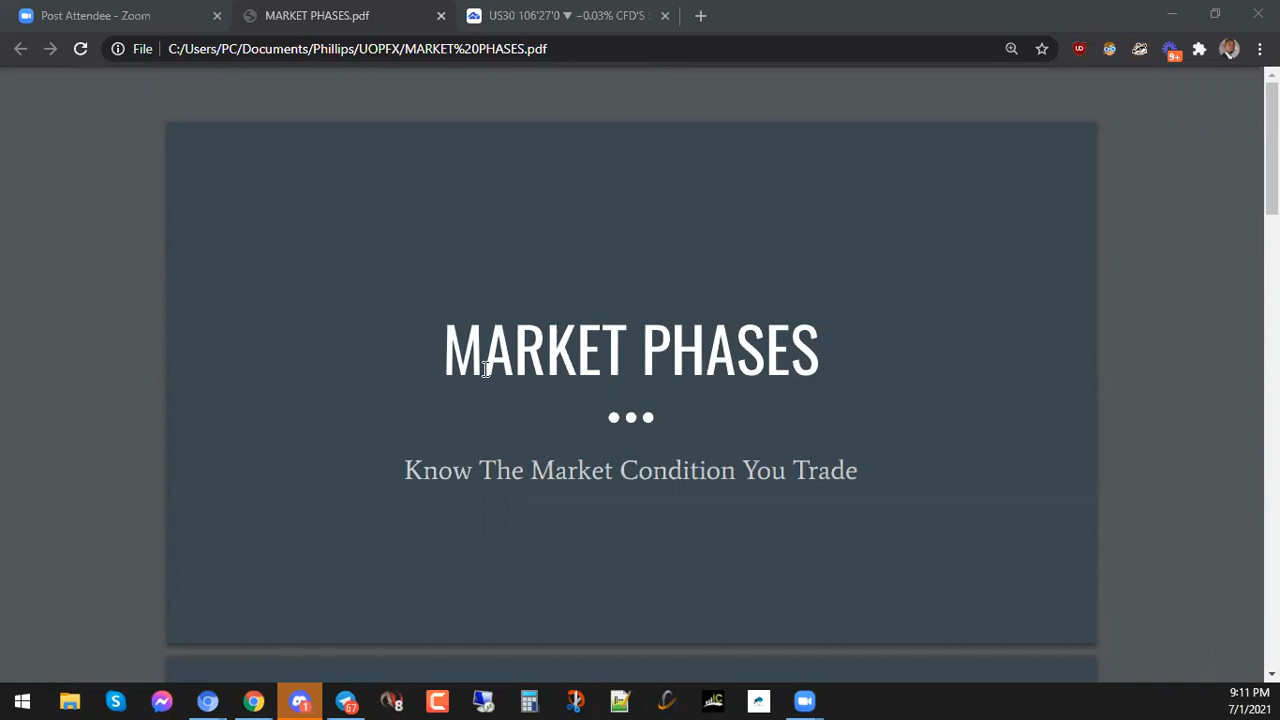 Post Attendee - Zoom
MARKET PHASES.pdf
US30 106'27'0 ▼ −0.03% CFD'S
File
C:/Users/PC/Documents/Phillips/UOPFX/MARKET%20PHASES.pdf
9+
MARKET PHASES
Know The Market Condition You Trade
1
67
8
9:11 PM
7/1/2021